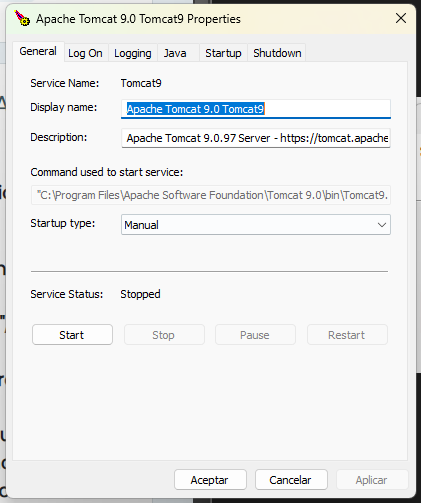 Apache Tomcat 9.0 Tomcat9 Properties
General Log On Logging Java Startup Shutdown
Service Name: Tomcat9
Display name: Apache Tomcat 9.0 Tomcat9
Description: Apache Tomcat 9.0.97 Server - https://tomcat.apache
Command used to start service:
"C:\Program Files\Apache Software Foundation\Tomcat 9.0\bin\Tomcat9.
Startup type: Manual
Service Status: Stopped
Start Stop Pause Restart
Aceptar Cancelar Aplicar